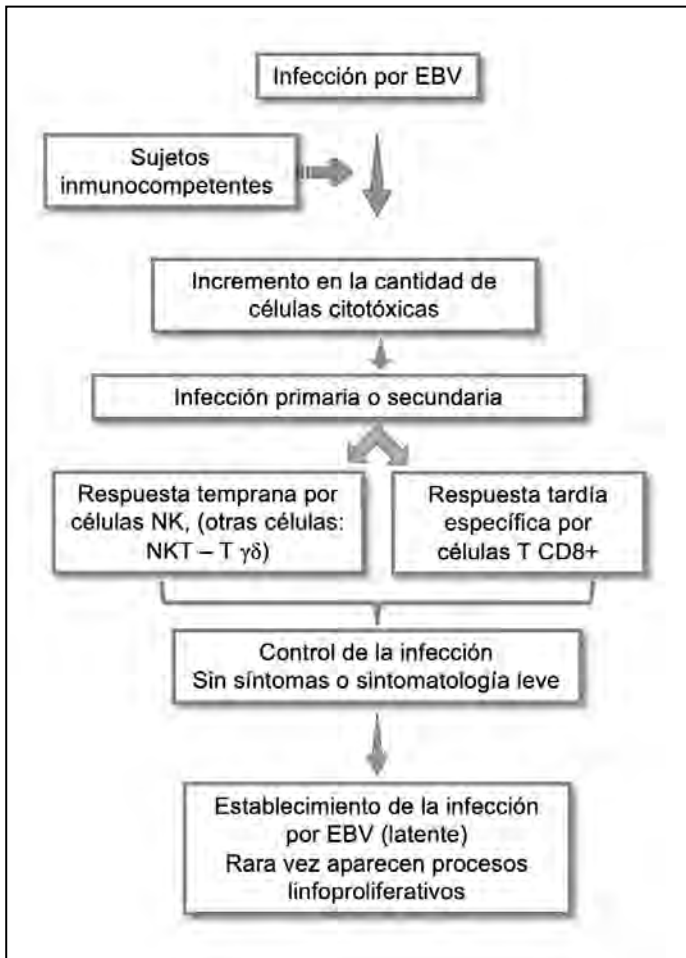 Infección por EBV
Sujetos
inmunocompetentes
Incremento en la cantidad de
células citotóxicas
Infección primaria o secundaria
Respuesta temprana por
células NK, (otras células:
NKT – T γδ)
Respuesta tardía
específica por
células T CD8+
Control de la infección
Sin síntomas o sintomatología leve
Establecimiento de la infección
por EBV (latente)
Rara vez aparecen procesos
linfoproliferativos